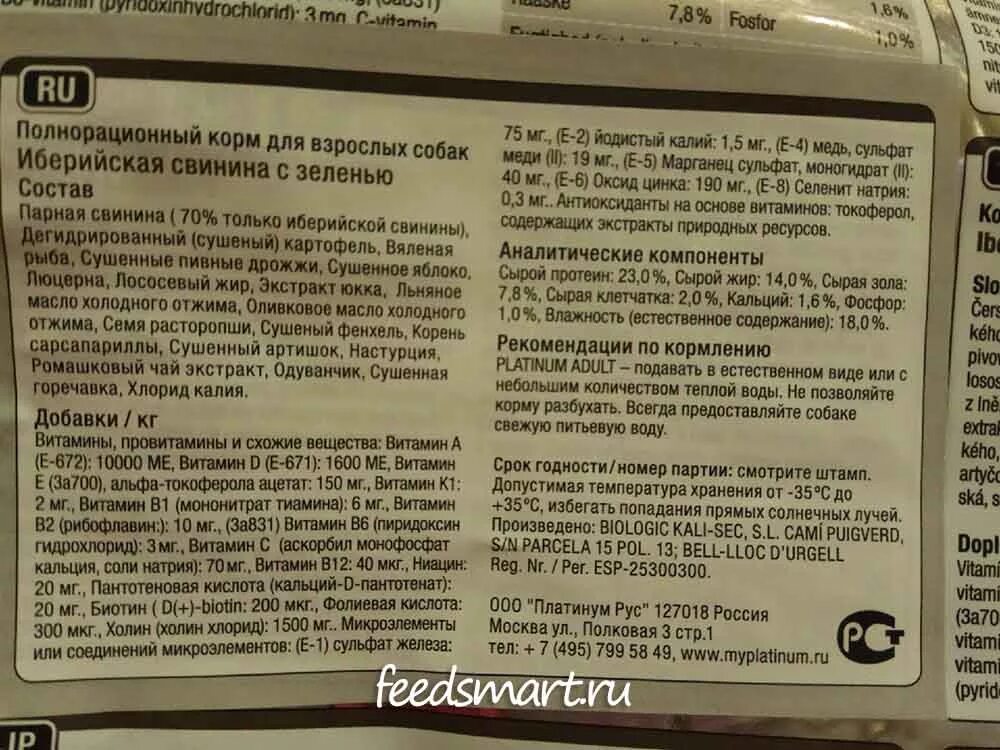 (pyridoxinhydrochlorid): 3 mg, C-vitamin
7,8% Fosfor
1,6%
1,0%
RU
Полнорационный корм для взрослых собак
Иберийская свинина с зеленью
Состав
Парная свинина ( 70% только иберийской свинины),
Дегидрированный (сушеный) картофель, Вяленая
рыба, Сушенные пивные дрожжи, Сушенное яблоко,
Люцерна, Лососевый жир, Экстракт юкка, Льняное
масло холодного отжима, Оливковое масло холодного
отжима, Семя расторопши, Сушеный фенхель, Корень
сарсапариллы, Сушенный артишок, Настурция,
Ромашковый чай экстракт, Одуванчик, Сушенная
горечавка, Хлорид калия.
Добавки / кг
Витамины, провитамины и схожие вещества: Витамин А
(Е-672): 10000 МЕ, Витамин D (Е-671): 1600 МЕ, Витамин
Е (3а700), альфа-токоферола ацетат: 150 мг., Витамин К1:
2 мг., Витамин В1 (мононитрат тиамина): 6 мг., Витамин
В2 (рибофлавин:): 10 мг., (3а831) Витамин В6 (пиридоксин
гидрохлорид): 3 мг., Витамин С (аскорбил монофосфат
кальция, соли натрия): 70 мг., Витамин В12: 40 мкг., Ниацин:
20 мг., Пантотеновая кислота (кальций-D-пантотенат):
20 мг., Биотин ( D(+)-biotin: 200 мкг., Фолиевая кислота:
300 мкг., Холин (холин хлорид): 1500 мг.. Микроэлементы
или соединений микроэлементов: (Е-1) сульфат железа:
75 мг., (Е-2) йодистый калий: 1,5 мг., (Е-4) медь, сульфат
меди (II): 19 мг., (Е-5) Марганец сульфат, моногидрат (II):
40 мг., (Е-6) Оксид цинка: 190 мг., (Е-8) Селенит натрия:
0,3 мг.. Антиоксиданты на основе витаминов: токоферол,
содержащих экстракты природных ресурсов.
Аналитические компоненты
Сырой протеин: 23,0 %, Сырой жир: 14,0 %, Сырая зола:
7,8 %, Сырая клетчатка: 2,0 %, Кальций: 1,6 %, Фосфор:
1,0 %, Влажность (естественное содержание): 18,0 %.
Рекомендации по кормлению
PLATINUM ADULT – подавать в естественном виде или с
небольшим количеством теплой воды. Не позволяйте
корму разбухать. Всегда предоставляйте собаке
свежую питьевую воду.
Срок годности/номер партии: смотрите штамп.
Допустимая температура хранения от -35°С до
+35°С, избегать попадания прямых солнечных лучей.
Произведено: BIOLOGIC KALI-SEC, S.L. CAMÍ PUIGVERD,
S/N PARCELA 15 POL. 13; BELL-LLOC D'URGELL
Reg. Nr. / Per. ESP-25300300.
ООО "Платинум Рус" 127018 Россия
Москва ул., Полковая 3 стр.1
тел: + 7 (495) 799 58 49, www.myplatinum.ru
РСТ
feedsmart.ru
JP